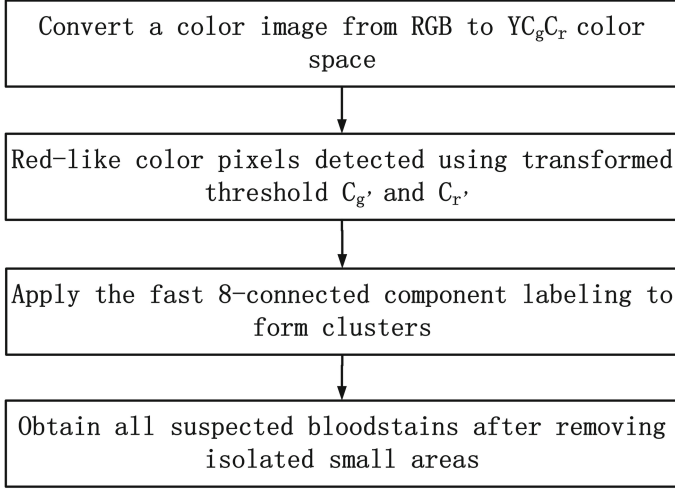 Convert a color image from RGB to YCgCr color
space
Red-like color pixels detected using transformed
threshold Cg′ and Cr′
Apply the fast 8-connected component labeling to
form clusters
Obtain all suspected bloodstains after removing
isolated small areas